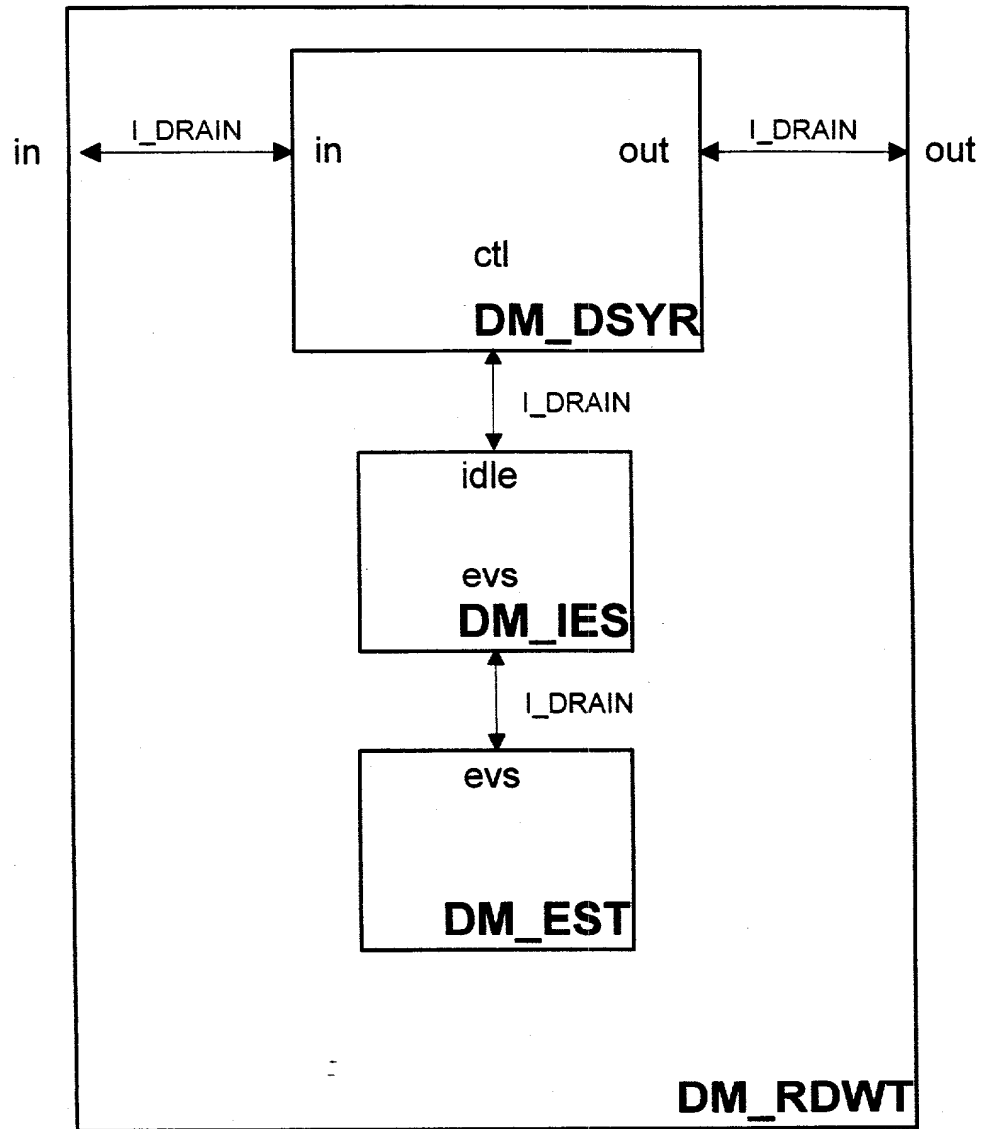 I_DRAIN
I_DRAIN
in
in
out
out
ctl
DM_DSYR
I_DRAIN
idle
evs
DM_IES
I_DRAIN
evs
DM_EST
DM_RDWT